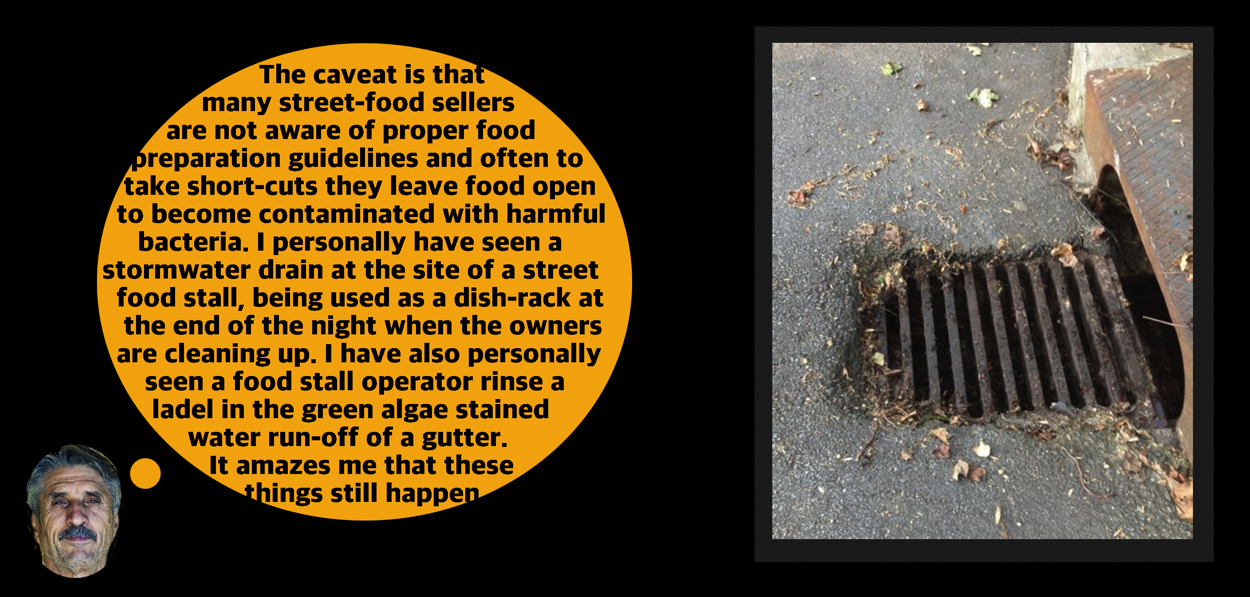 The caveat is that
many street-food sellers
are not aware of proper food
preparation guidelines and often to
take short-cuts they leave food open
to become contaminated with harmful
bacteria. I personally have seen a
stormwater drain at the site of a street
food stall, being used as a dish-rack at
the end of the night when the owners
are cleaning up. I have also personally
seen a food stall operator rinse a
ladel in the green algae stained
water run-off of a gutter.
It amazes me that these
things still happen